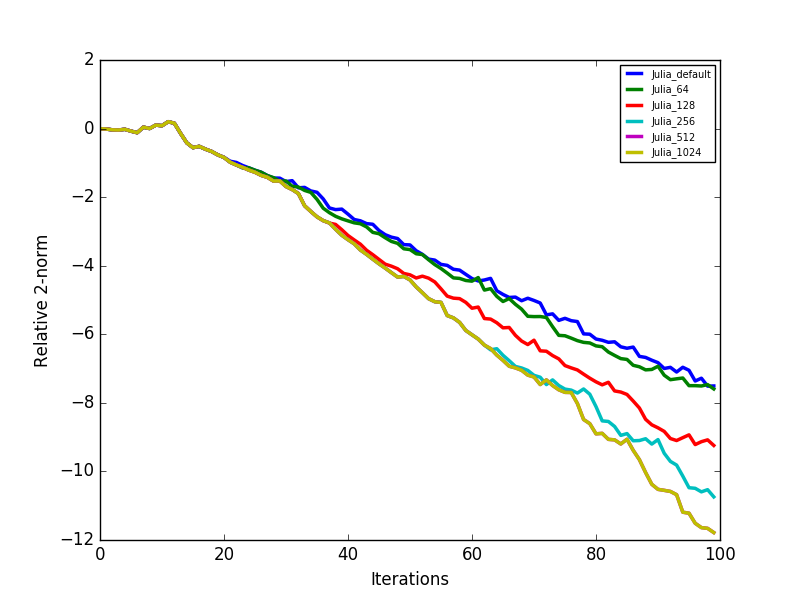 2
0
−2
−4
−6
−8
−10
−12
0 20 40 60 80 100
Relative 2-norm
Iterations
Julia_default
Julia_64
Julia_128
Julia_256
Julia_512
Julia_1024